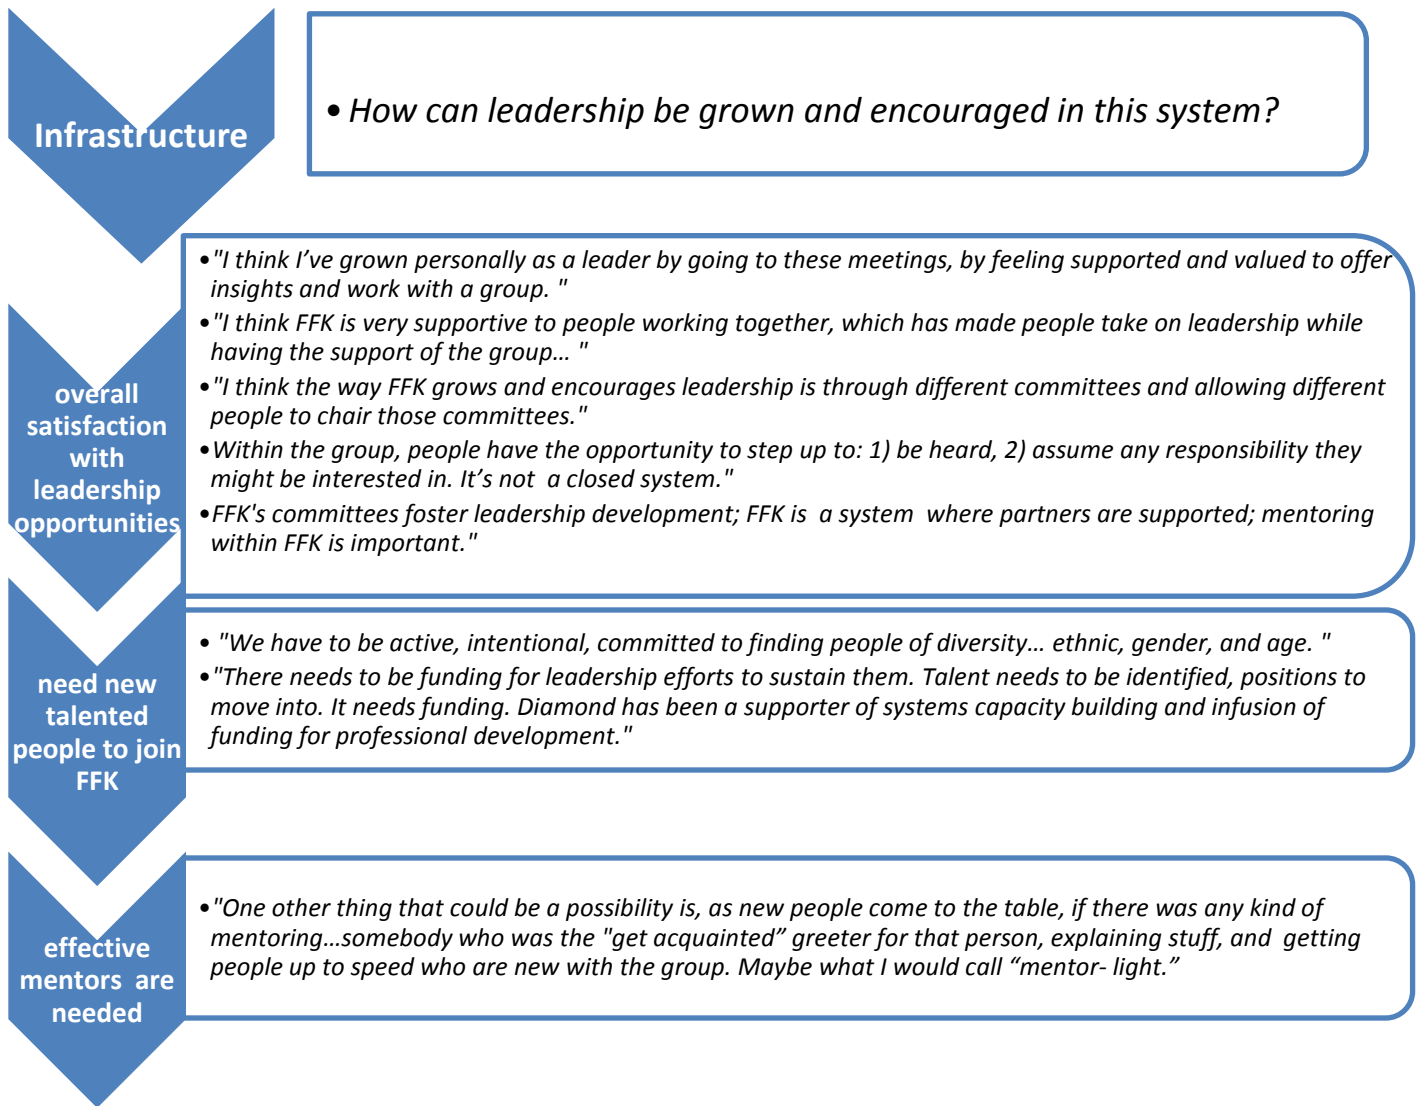 Infrastructure
• How can leadership be grown and encouraged in this system?
overall
satisfaction
with
leadership
opportunities
•"I think I’ve grown personally as a leader by going to these meetings, by feeling supported and valued to offer
insights and work with a group. "
•"I think FFK is very supportive to people working together, which has made people take on leadership while
having the support of the group… "
•"I think the way FFK grows and encourages leadership is through different committees and allowing different
people to chair those committees."
•Within the group, people have the opportunity to step up to: 1) be heard, 2) assume any responsibility they
might be interested in. It’s not  a closed system."
•FFK's committees foster leadership development; FFK is  a system  where partners are supported; mentoring
within FFK is important."
need new
talented
people to join
FFK
• "We have to be active, intentional, committed to finding people of diversity… ethnic, gender, and age. "
•"There needs to be funding for leadership efforts to sustain them. Talent needs to be identified, positions to
move into. It needs funding. Diamond has been a supporter of systems capacity building and infusion of
funding for professional development."
effective
mentors  are
needed
•"One other thing that could be a possibility is, as new people come to the table, if there was any kind of
mentoring…somebody who was the "get acquainted” greeter for that person, explaining stuff, and  getting
people up to speed who are new with the group. Maybe what I would call “mentor- light.”